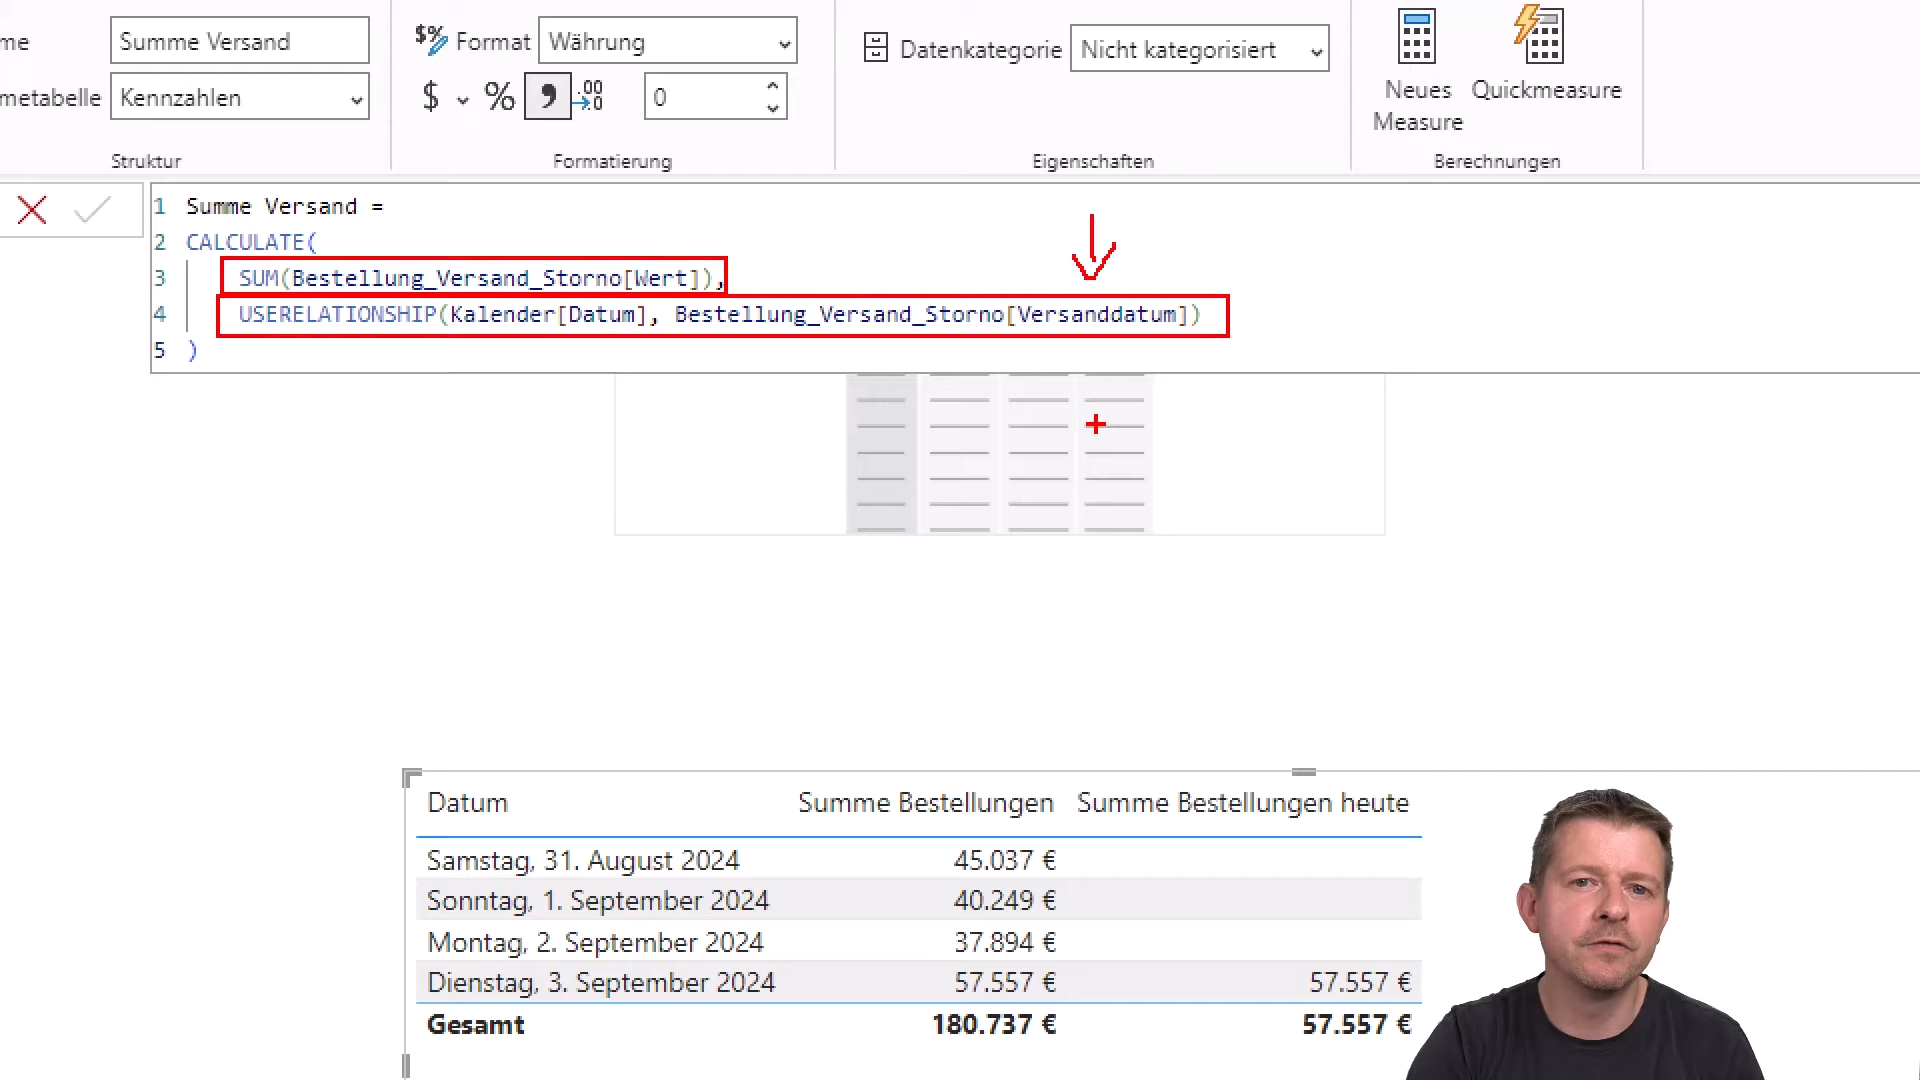 me
Summe Versand
$% Format
Währung
Datenkategorie
Nicht kategorisiert
Neues Measure
Quickmeasure
metabelle
Kennzahlen
$ % , .00 →0
0
Struktur
Formatierung
Eigenschaften
Berechnungen
1 Summe Versand =
2 CALCULATE(
3 SUM(Bestellung_Versand_Storno[Wert]),
4 USERELATIONSHIP(Kalender[Datum], Bestellung_Versand_Storno[Versanddatum])
5 )
Datum Summe Bestellungen Summe Bestellungen heute
Samstag, 31. August 2024 45.037 €
Sonntag, 1. September 2024 40.249 €
Montag, 2. September 2024 37.894 €
Dienstag, 3. September 2024 57.557 € 57.557 €
Gesamt 180.737 € 57.557 €